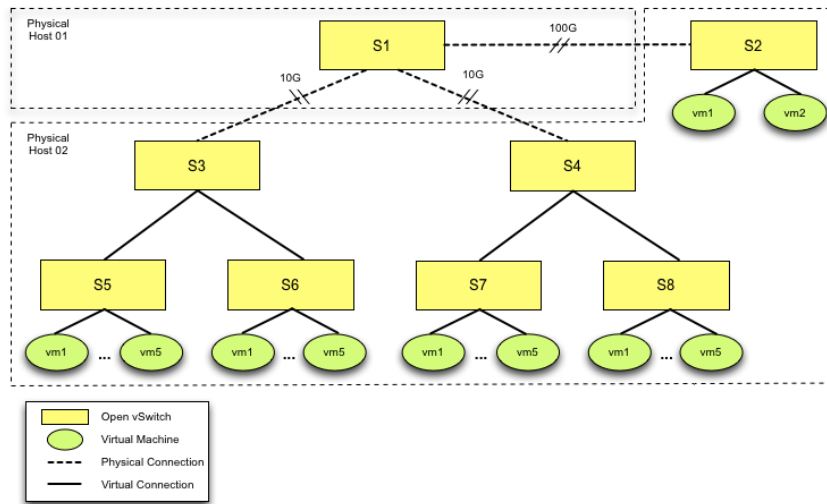 Physical
Host 01
S1
100G
S2
10G
10G
vm1
vm2
Physical
Host 02
S3
S4
S5
S6
S7
S8
vm1 ... vm5
vm1 ... vm5
vm1 ... vm5
vm1 ... vm5
Open vSwitch
Virtual Machine
Physical Connection
Virtual Connection